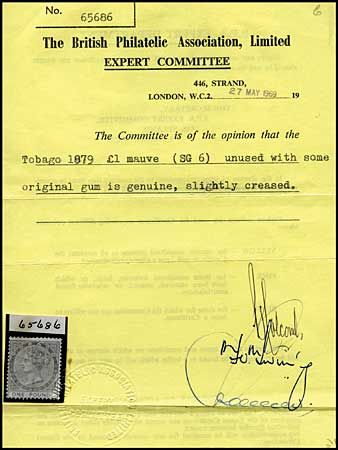 No. 65686
6
The British Philatelic Association, Limited
EXPERT COMMITTEE
446, STRAND,
LONDON, W.C.2. 27 MAY 1969 19
The Committee is of the opinion that the
Tobago 1879 £1 mauve (SG 6) unused with some
original gum is genuine, slightly creased.
65686